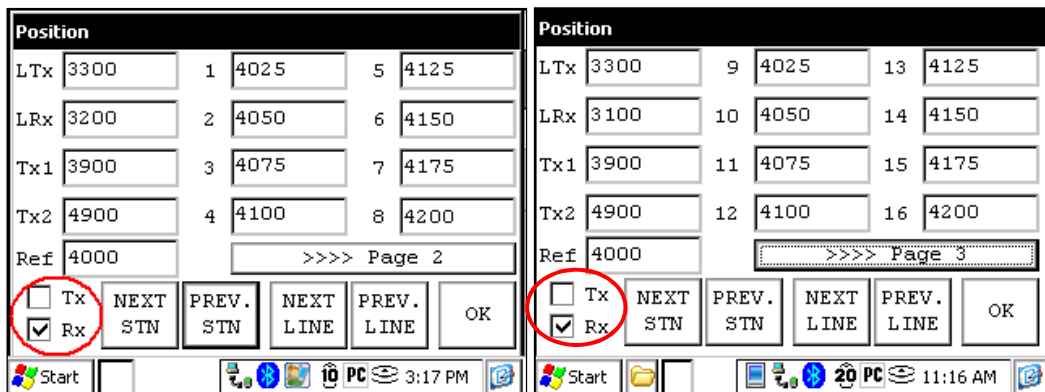 Position
LTx 3300 1 4025 5 4125
LRx 3200 2 4050 6 4150
Tx1 3900 3 4075 7 4175
Tx2 4900 4 4100 8 4200
Ref 4000 >>>> Page 2
Tx
Rx
NEXT STN
PREV. STN
NEXT LINE
PREV. LINE
OK
Start 10 PC 3:17 PM
Position
LTx 3300 9 4025 13 4125
LRx 3100 10 4050 14 4150
Tx1 3900 11 4075 15 4175
Tx2 4900 12 4100 16 4200
Ref 4000 >>>> Page 3
Tx
Rx
NEXT STN
PREV. STN
NEXT LINE
PREV. LINE
OK
Start 20 PC 11:16 AM